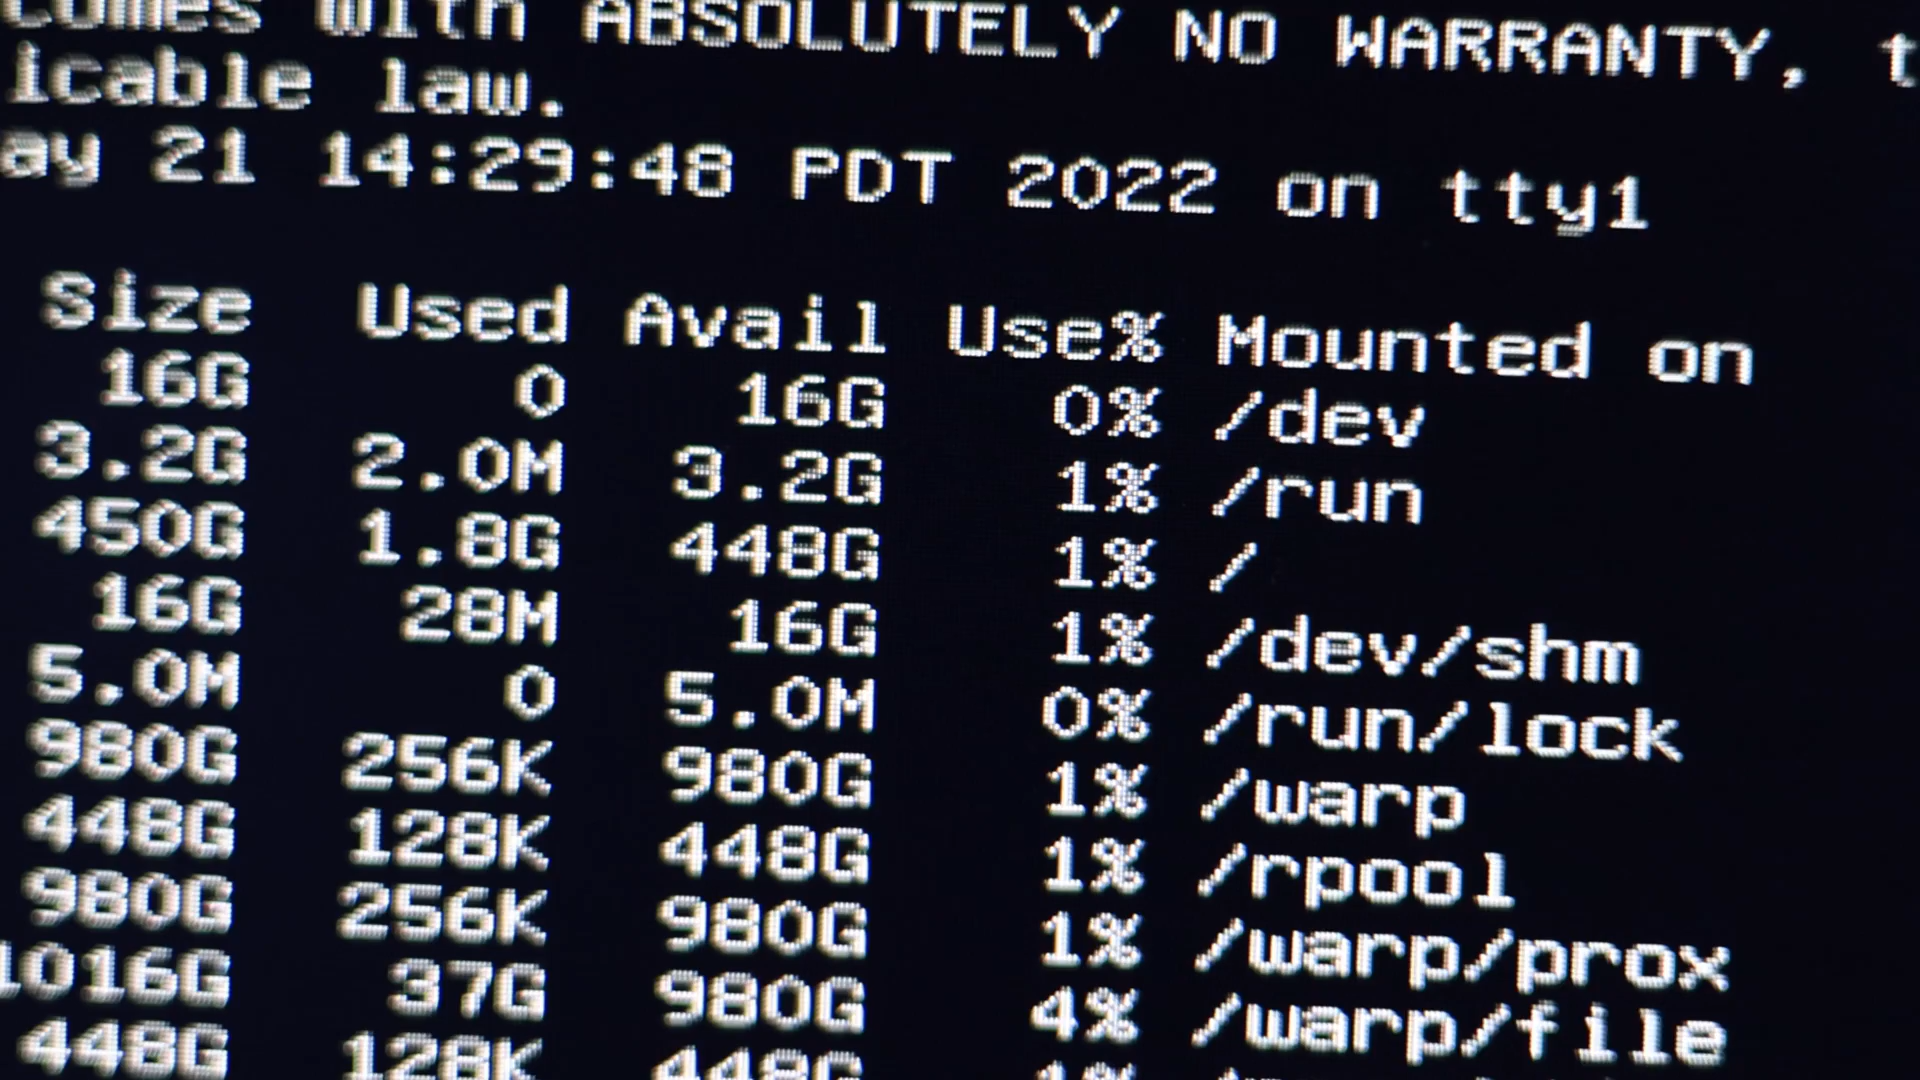 comes with ABSOLUTELY NO WARRANTY, t
icable law.
ay 21 14:29:48 PDT 2022 on tty1
Size Used Avail Use% Mounted on
16G 0 16G 0% /dev
3.2G 2.0M 3.2G 1% /run
450G 1.8G 448G 1% /
16G 28M 16G 1% /dev/shm
5.0M 0 5.0M 0% /run/lock
980G 256K 980G 1% /warp
448G 128K 448G 1% /rpool
980G 256K 980G 1% /warp/prox
1016G 37G 980G 4% /warp/file
448G 128K 448G 1%